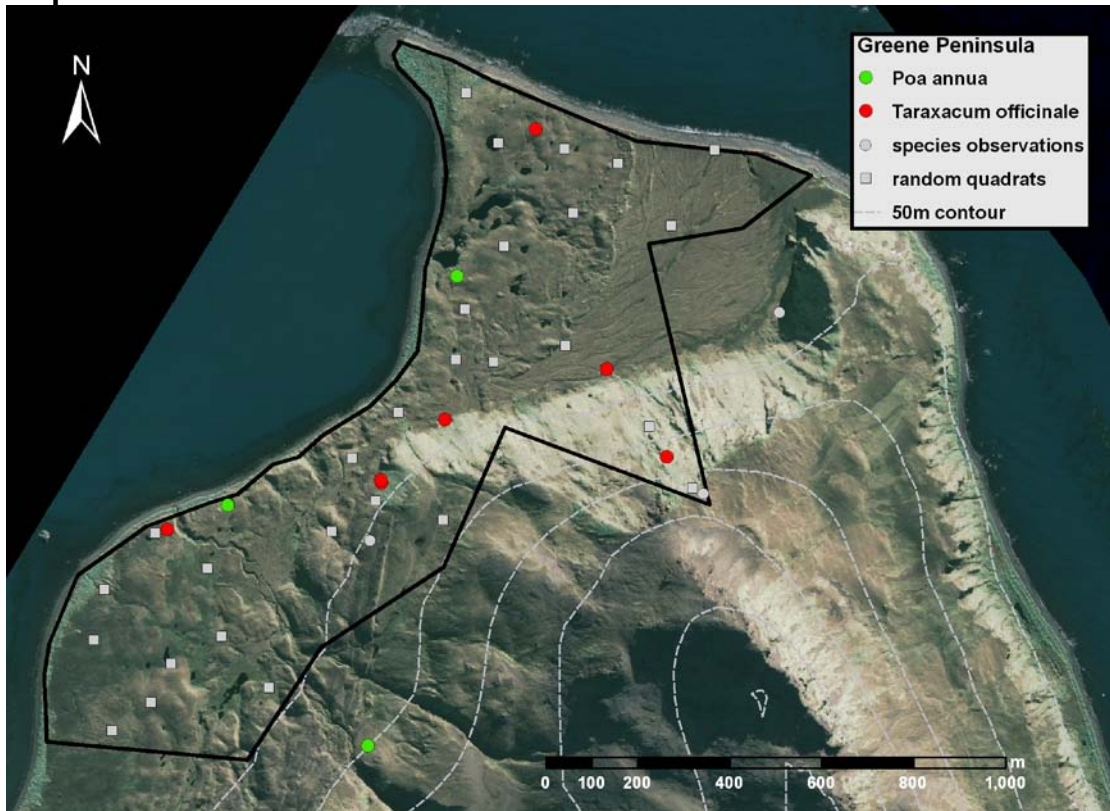 N
Greene Peninsula
Poa annua
Taraxacum officinale
species observations
random quadrats
50m contour
m
0 100 200 400 600 800 1,000